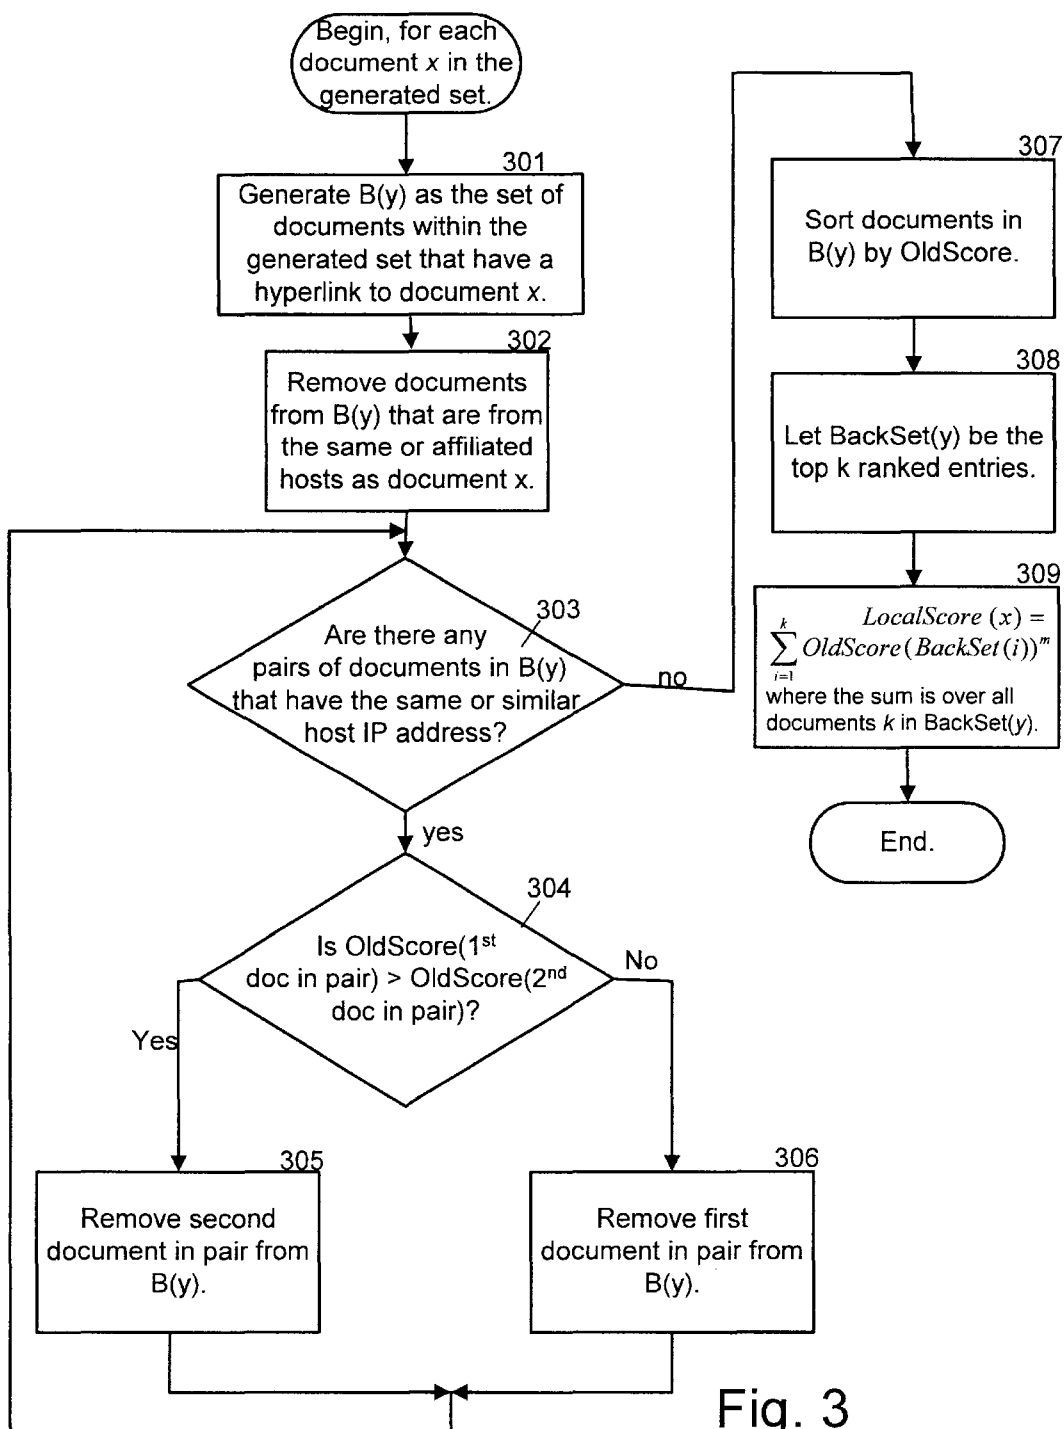 Begin, for each
document x in the
generated set.
301
Generate B(y) as the set of
documents within the
generated set that have a
hyperlink to document x.
302
Remove documents
from B(y) that are from
the same or affiliated
hosts as document x.
303
Are there any
pairs of documents in B(y)
that have the same or similar
host IP address?
no
yes
304
Is OldScore(1st
doc in pair) > OldScore(2nd
doc in pair)?
Yes
No
305
Remove second
document in pair from
B(y).
306
Remove first
document in pair from
B(y).
307
Sort documents in
B(y) by OldScore.
308
Let BackSet(y) be the
top k ranked entries.
309
LocalScore (x) =
k ∑ i=1 OldScore(BackSet(i))^m
where the sum is over all
documents k in BackSet(y).
End.
Fig. 3